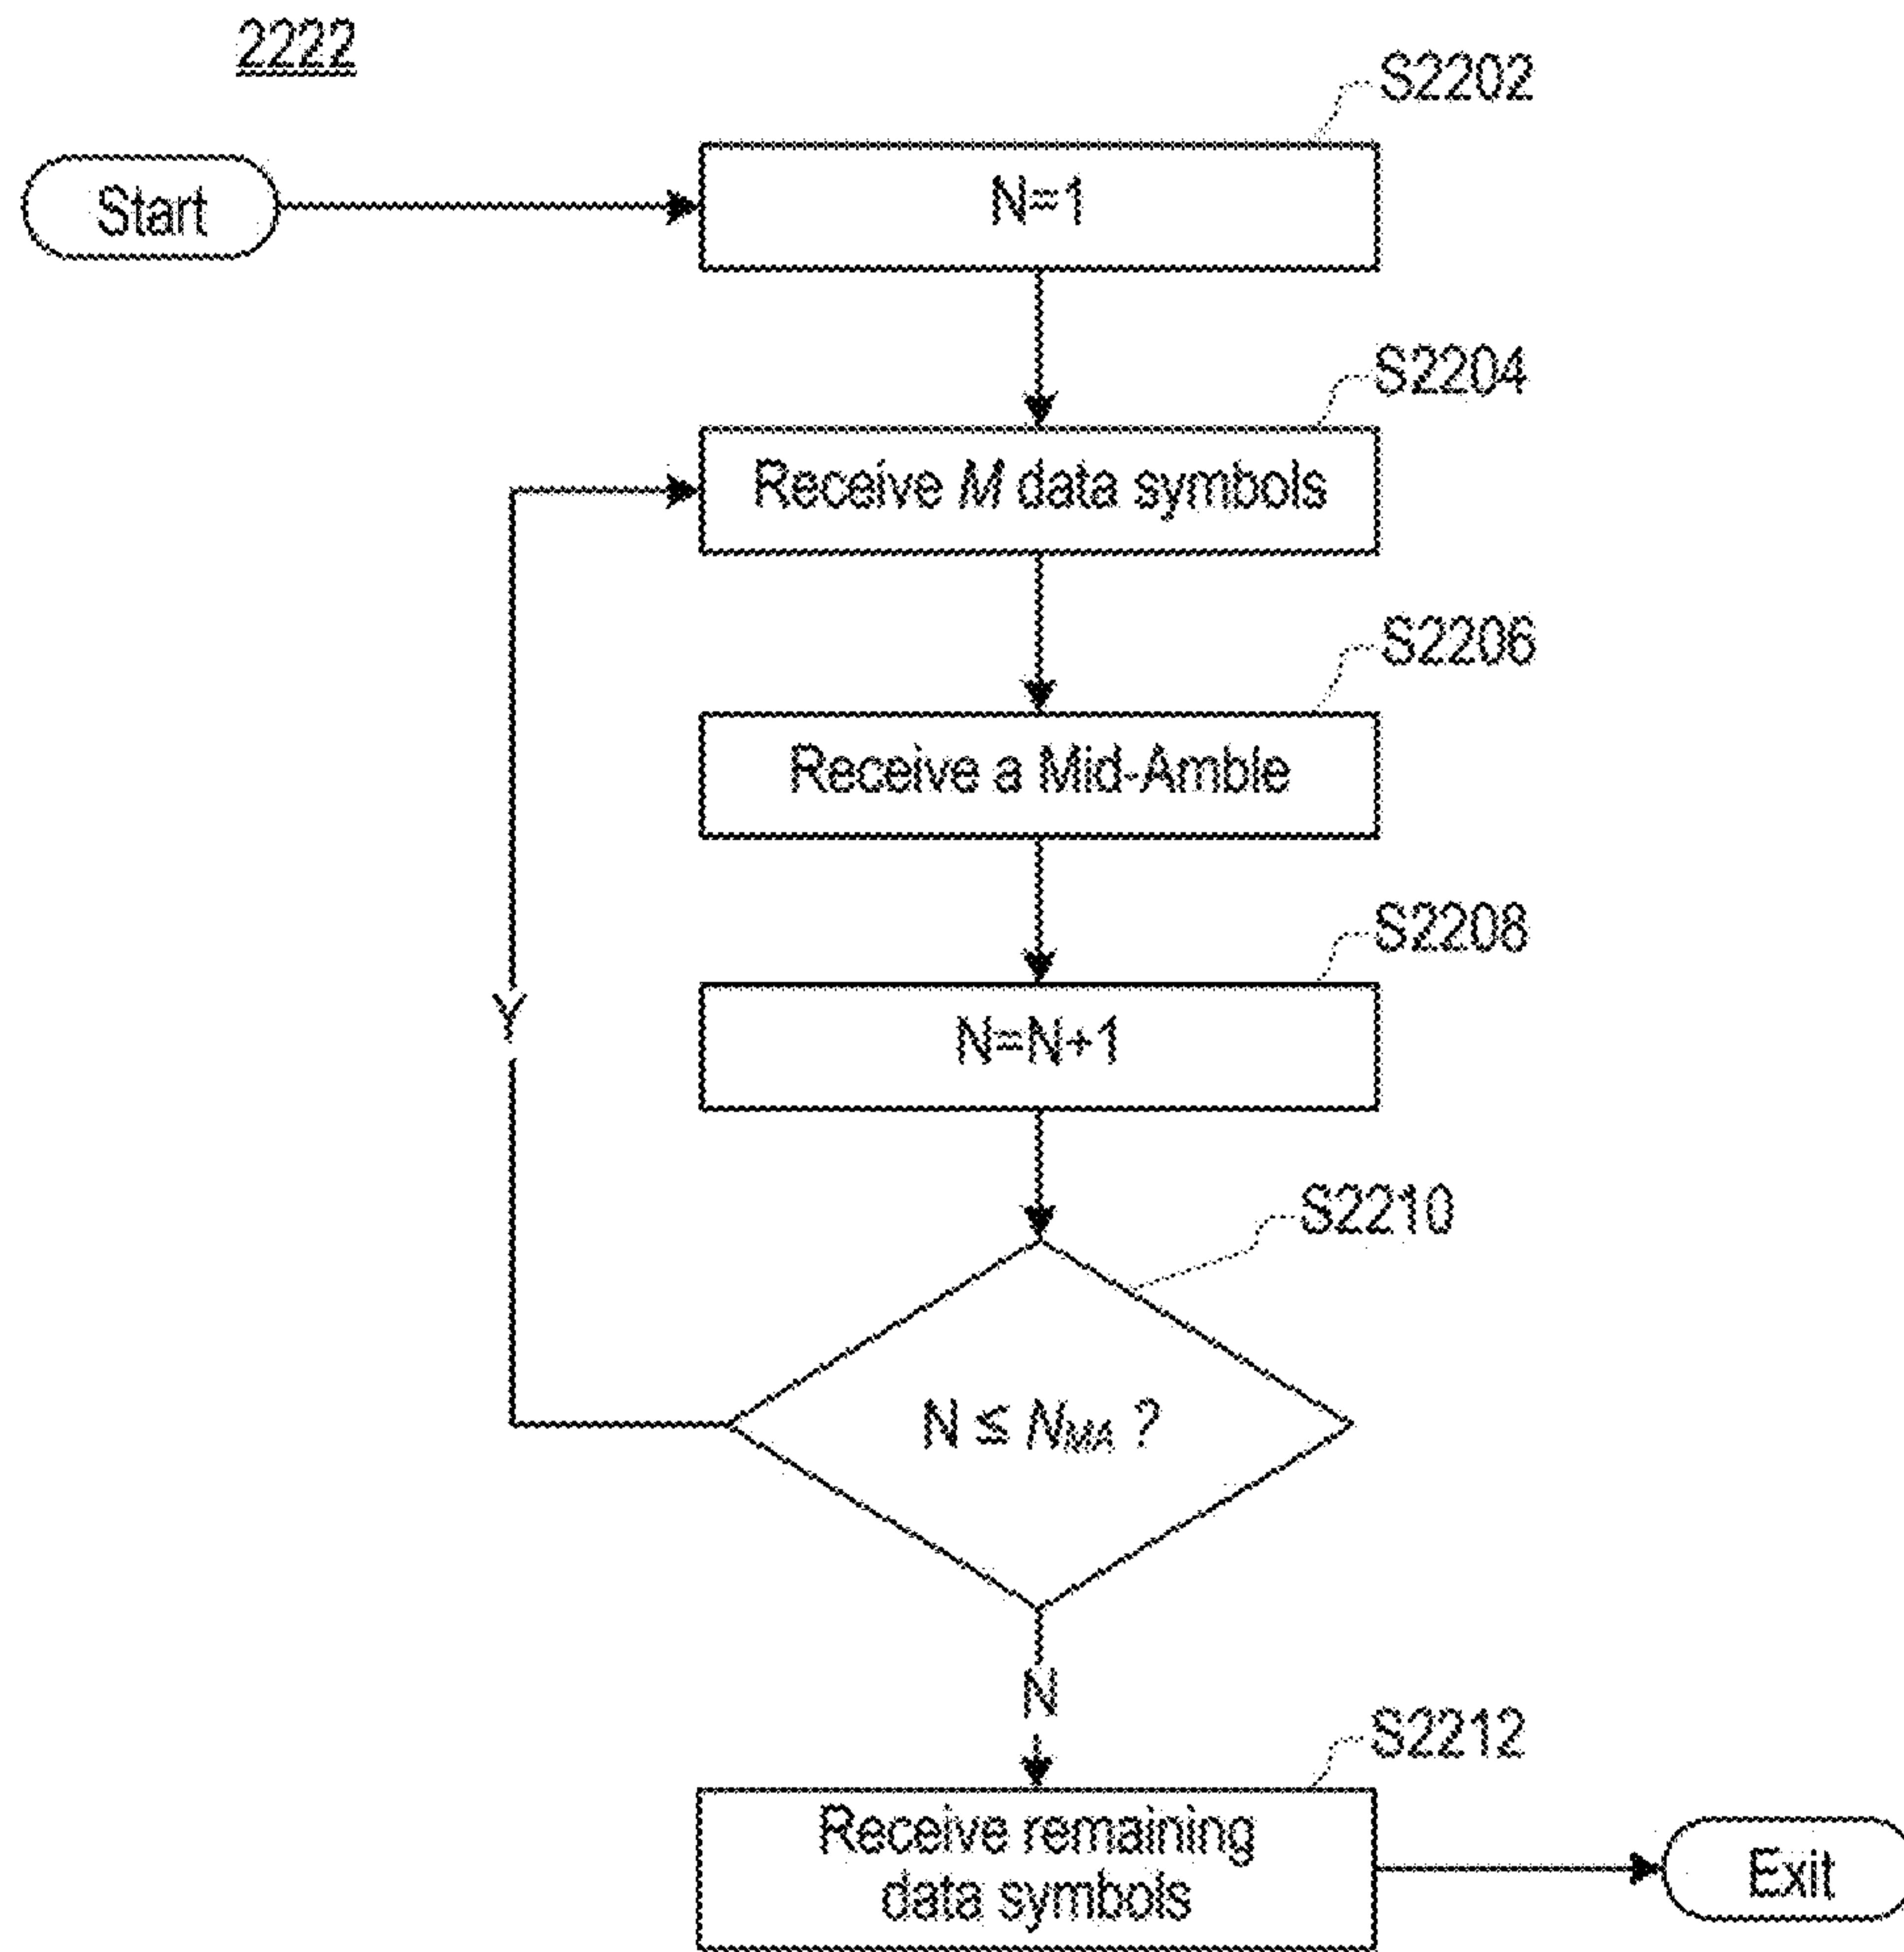 2222
S2202
Start
N=1
S2204
Receive M data symbols
S2206
Receive a Mid-Amble
S2208
Y
N=N+1
S2210
N ≤ NMA ?
N
S2212
Receive remaining
data symbols
Exit